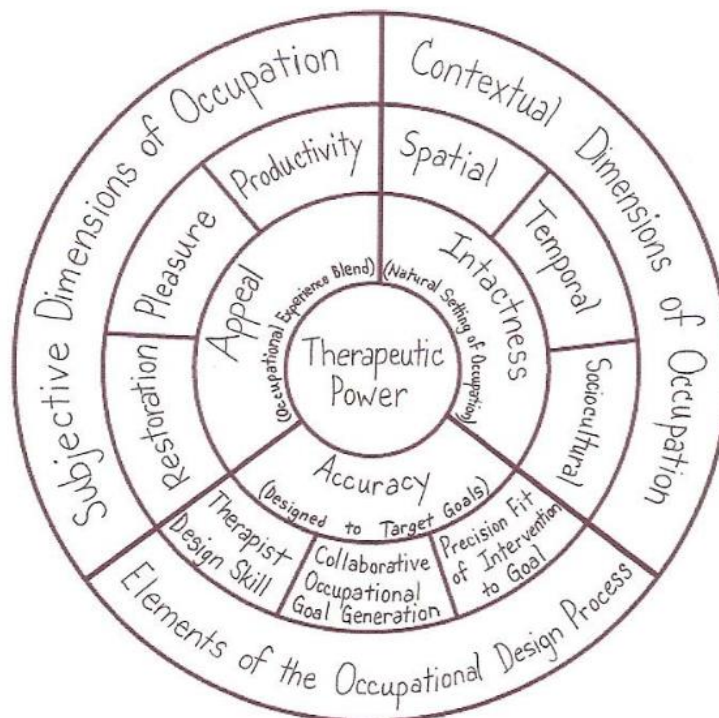 Subjective Dimensions of Occupation
Contextual Dimensions of Occupation
Elements of the Occupational Design Process
Restoration
Pleasure
Productivity
Spatial
Temporal
Sociocultural
Therapist
Design Skill
Collaborative
Occupational
Goal Generation
Precision Fit
of Intervention
to Goal
Appeal
(Occupational Experience Blend)
Intactness
(Natural Setting of Occupation)
Accuracy
(Designed to Target Goals)
Therapeutic
Power